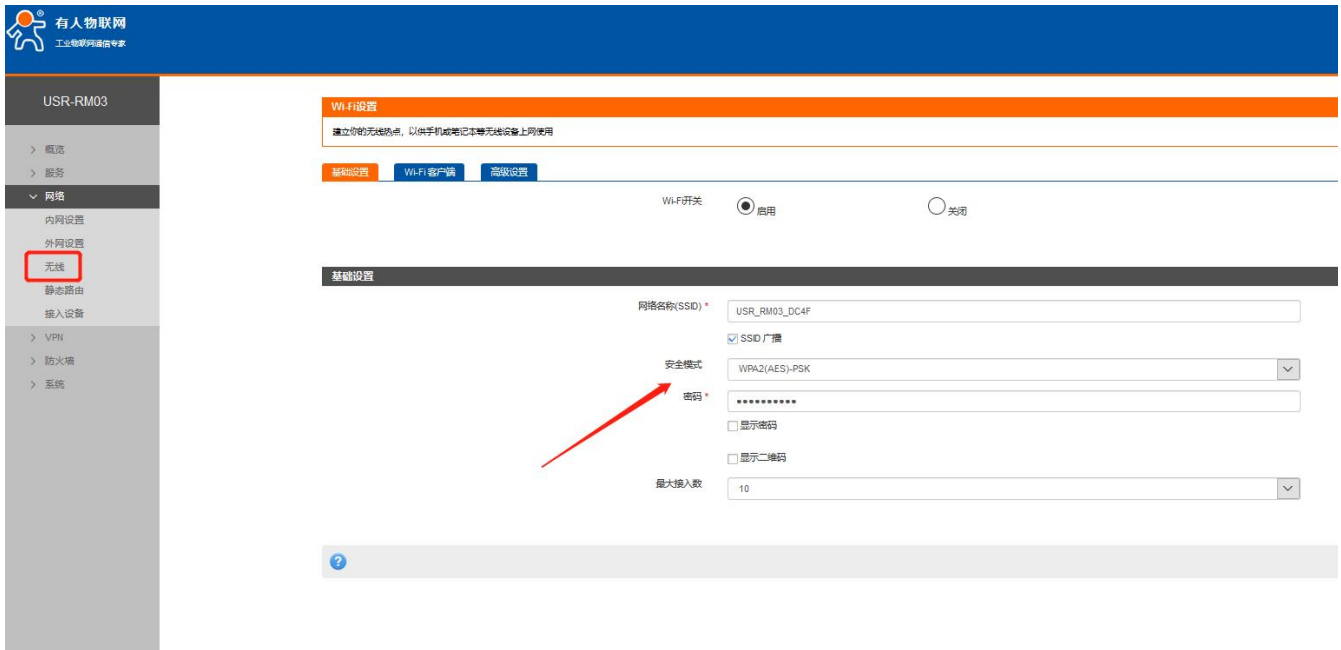 有人物联网
工业物联网通信专家
USR-RM03
概览
服务
网络
内网设置
外网设置
无线
静态路由
接入设备
VPN
防火墙
系统
Wi-Fi设置
建立你的无线热点，以供手机或笔记本等无线设备上网使用
基础设置 Wi-Fi 客户端 高级设置
Wi-Fi开关 启用 关闭
基础设置
网络名称(SSID) * USR_RM03_DC4F
SSID 广播
安全模式 WPA2(AES)-PSK
密码 * ••••••••••
显示密码
显示二维码
最大接入数 10